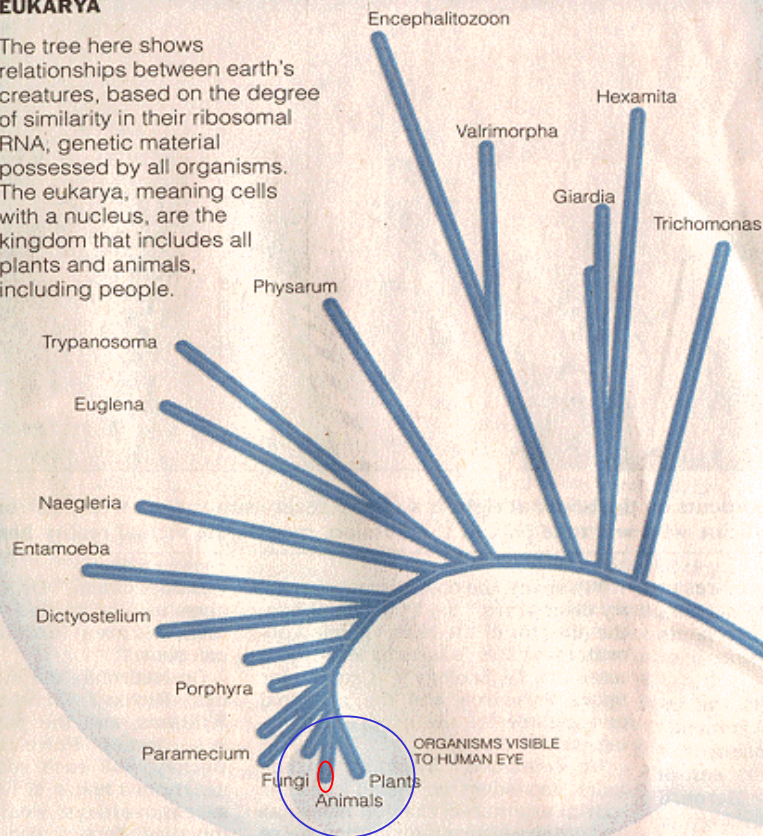 EUKARYA
The tree here shows
relationships between earth's
creatures, based on the degree
of similarity in their ribosomal
RNA, genetic material
possessed by all organisms.
The eukarya, meaning cells
with a nucleus, are the
kingdom that includes all
plants and animals,
including people.
Encephalitozoon
Hexamita
Valrimorpha
Giardia
Trichomonas
Physarum
Trypanosoma
Euglena
Naegleria
Entamoeba
Dictyostelium
Porphyra
Paramecium
ORGANISMS VISIBLE
TO HUMAN EYE
Fungi
Plants
Animals